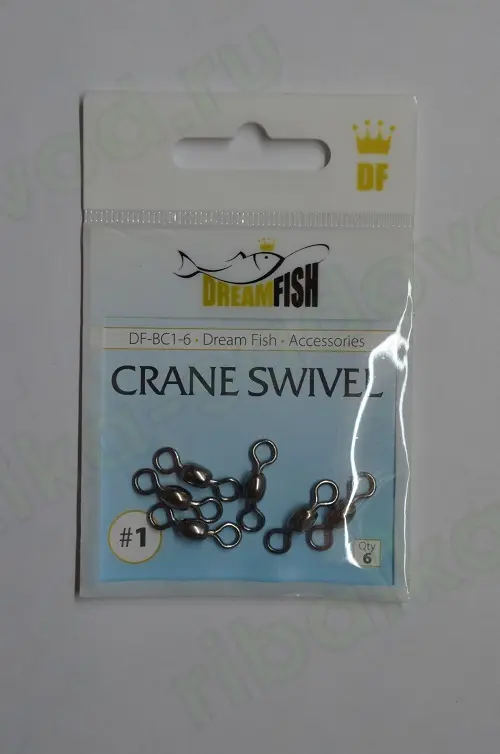 DF
DREAMFISH
DF-BC1-6 · Dream Fish · Accessories
CRANE SWIVEL
#1
Qty
6